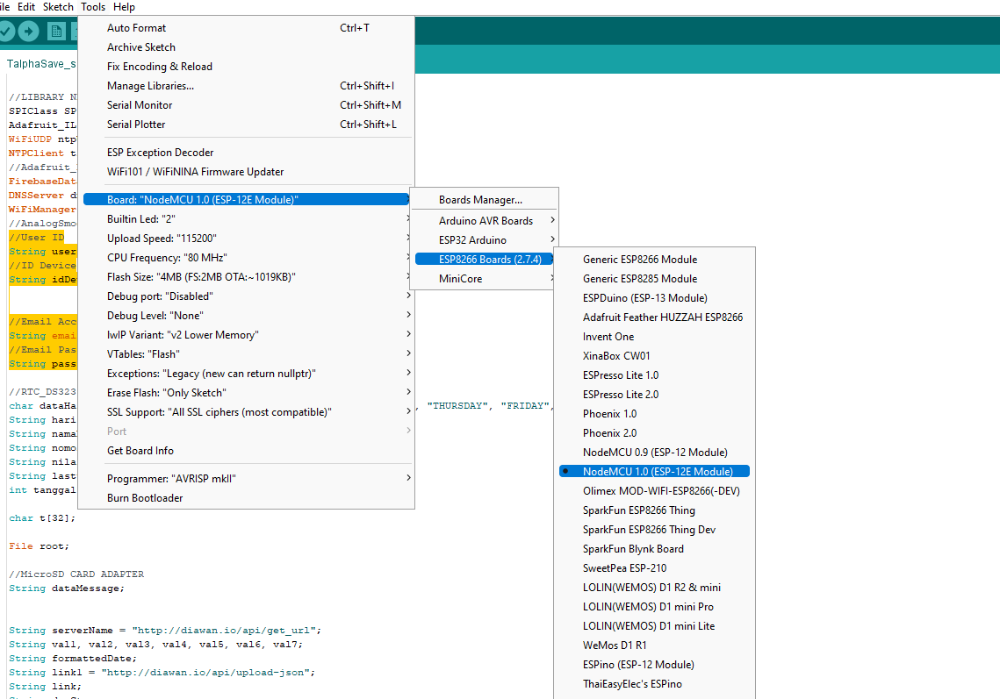 ile Edit Sketch Tools Help
TalphaSave_s
Auto Format Ctrl+T
Archive Sketch
Fix Encoding & Reload
Manage Libraries... Ctrl+Shift+I
Serial Monitor Ctrl+Shift+M
Serial Plotter Ctrl+Shift+L
ESP Exception Decoder
WiFi101 / WiFiNINA Firmware Updater
Board: "NodeMCU 1.0 (ESP-12E Module)"
Builtin Led: "2"
Upload Speed: "115200"
CPU Frequency: "80 MHz"
Flash Size: "4MB (FS:2MB OTA:~1019KB)"
Debug port: "Disabled"
Debug Level: "None"
lwIP Variant: "v2 Lower Memory"
VTables: "Flash"
Exceptions: "Legacy (new can return nullptr)"
Erase Flash: "Only Sketch"
SSL Support: "All SSL ciphers (most compatible)"
Port
Get Board Info
Programmer: "AVRISP mkII"
Burn Bootloader
Boards Manager...
Arduino AVR Boards
ESP32 Arduino
ESP8266 Boards (2.7.4)
MiniCore
Generic ESP8266 Module
Generic ESP8285 Module
ESPDuino (ESP-13 Module)
Adafruit Feather HUZZAH ESP8266
Invent One
XinaBox CW01
ESPresso Lite 1.0
ESPresso Lite 2.0
Phoenix 1.0
Phoenix 2.0
NodeMCU 0.9 (ESP-12 Module)
NodeMCU 1.0 (ESP-12E Module)
Olimex MOD-WIFI-ESP8266(-DEV)
SparkFun ESP8266 Thing
SparkFun ESP8266 Thing Dev
SparkFun Blynk Board
SweetPea ESP-210
LOLIN(WEMOS) D1 R2 & mini
LOLIN(WEMOS) D1 mini Pro
LOLIN(WEMOS) D1 mini Lite
WeMos D1 R1
ESPino (ESP-12 Module)
ThaiEasyElec's ESPino
//LIBRARY N
SPIClass SP
Adafruit_IL
WiFiUDP ntp
NTPClient t
//Adafruit_
FirebaseDat
DNSServer d
WiFiManager
//AnalogSmo
//User ID
String user
//ID Device
String idDe
//Email Acc
String emai
//Email Pas
String pass
//RTC_DS323
char dataHa , "THURSDAY", "FRIDAY",
String hari
String nama
String nomo
String nila
String last
int tanggal
char t[32];
File root;
//MicroSD CARD ADAPTER
String dataMessage;
String serverName = "http://diawan.io/api/get_url";
String val1, val2, val3, val4, val5, val6, val7;
String formattedDate;
String link1 = "http://diawan.io/api/upload-json";
String link;